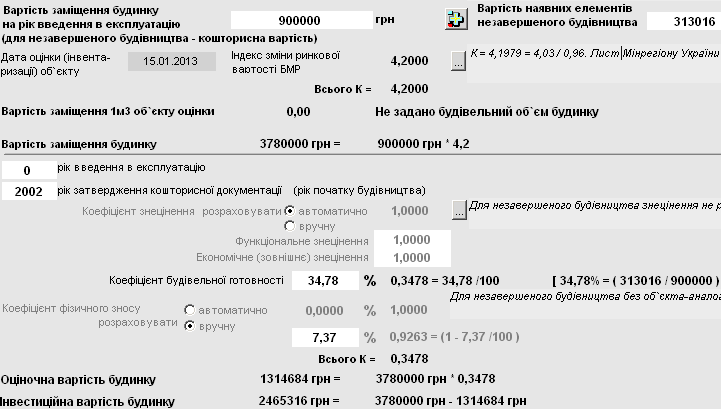 Вартість заміщення будинку
на рік введення в експлуатацію 900000 грн
(для незавершеного будівництва - кошторисна вартість)
Вартість наявних елементів
незавершеного будівництва 313016
Дата оцінки (інвента-
ризації) об`єкту 15.01.2013
Індекс зміни ринкової
вартості БМР 4,2000
... К = 4,1979 = 4,03 / 0,96. Лист Мінрегіону України
Всього К = 4,2000
Вартість заміщення 1м3 об`єкту оцінки 0,00 Не задано будівельний об`єм будинку
Вартість заміщення будинку 3780000 грн = 900000 грн * 4,2
0 рік введення в експлуатацію
2002 рік затвердження кошторисної документації (рік початку будівництва)
Коефіцієнт знецінення розраховувати автоматично 1,0000 ... Для незавершеного будівництва знецінення не р
вручну
Функціональне знецінення 1,0000
Економічне (зовнішнє) знецінення 1,0000
Коефіцієнт будівельної готовності 34,78 % 0,3478 = 34,78 /100 [ 34,78% = ( 313016 / 900000 )
Для незавершеного будівництва без об`єкта-анало
Коефіцієнт фізичного зносу автоматично 0,0000 % 1,0000
розраховувати вручну
7,37 % 0,9263 = (1 - 7,37 /100 )
Всього К = 0,3478
Оціночна вартість будинку 1314684 грн = 3780000 грн * 0,3478
Інвестиційна вартість будинку 2465316 грн = 3780000 грн - 1314684 грн